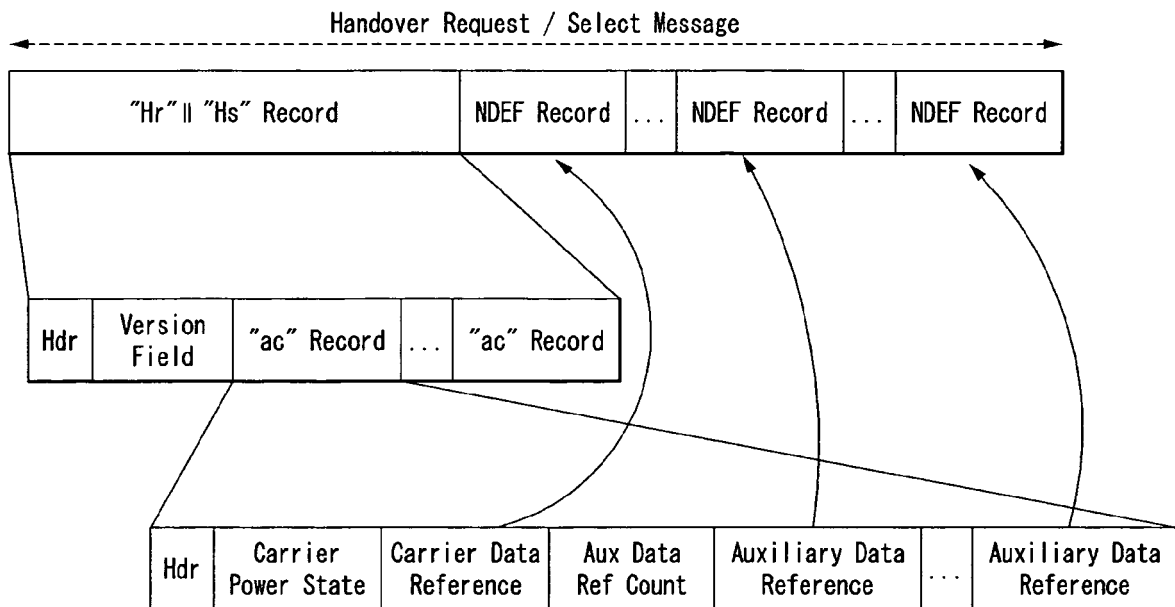 Handover Request / Select Message
"Hr" || "Hs" Record
NDEF Record
...
NDEF Record
...
NDEF Record
Hdr
Version
Field
"ac" Record
...
"ac" Record
Hdr
Carrier
Power State
Carrier Data
Reference
Aux Data
Ref Count
Auxiliary Data
Reference
...
Auxiliary Data
Reference